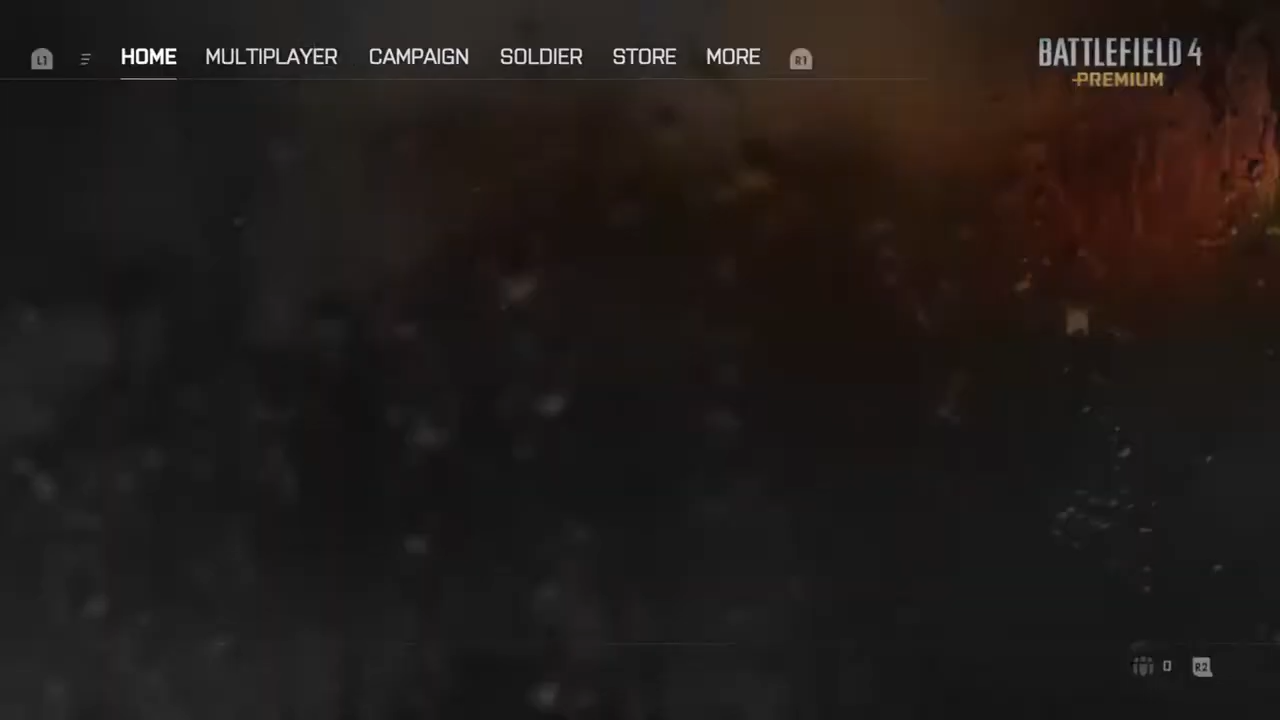 L1 HOME MULTIPLAYER CAMPAIGN SOLDIER STORE MORE R1
BATTLEFIELD 4
PREMIUM
0 R2